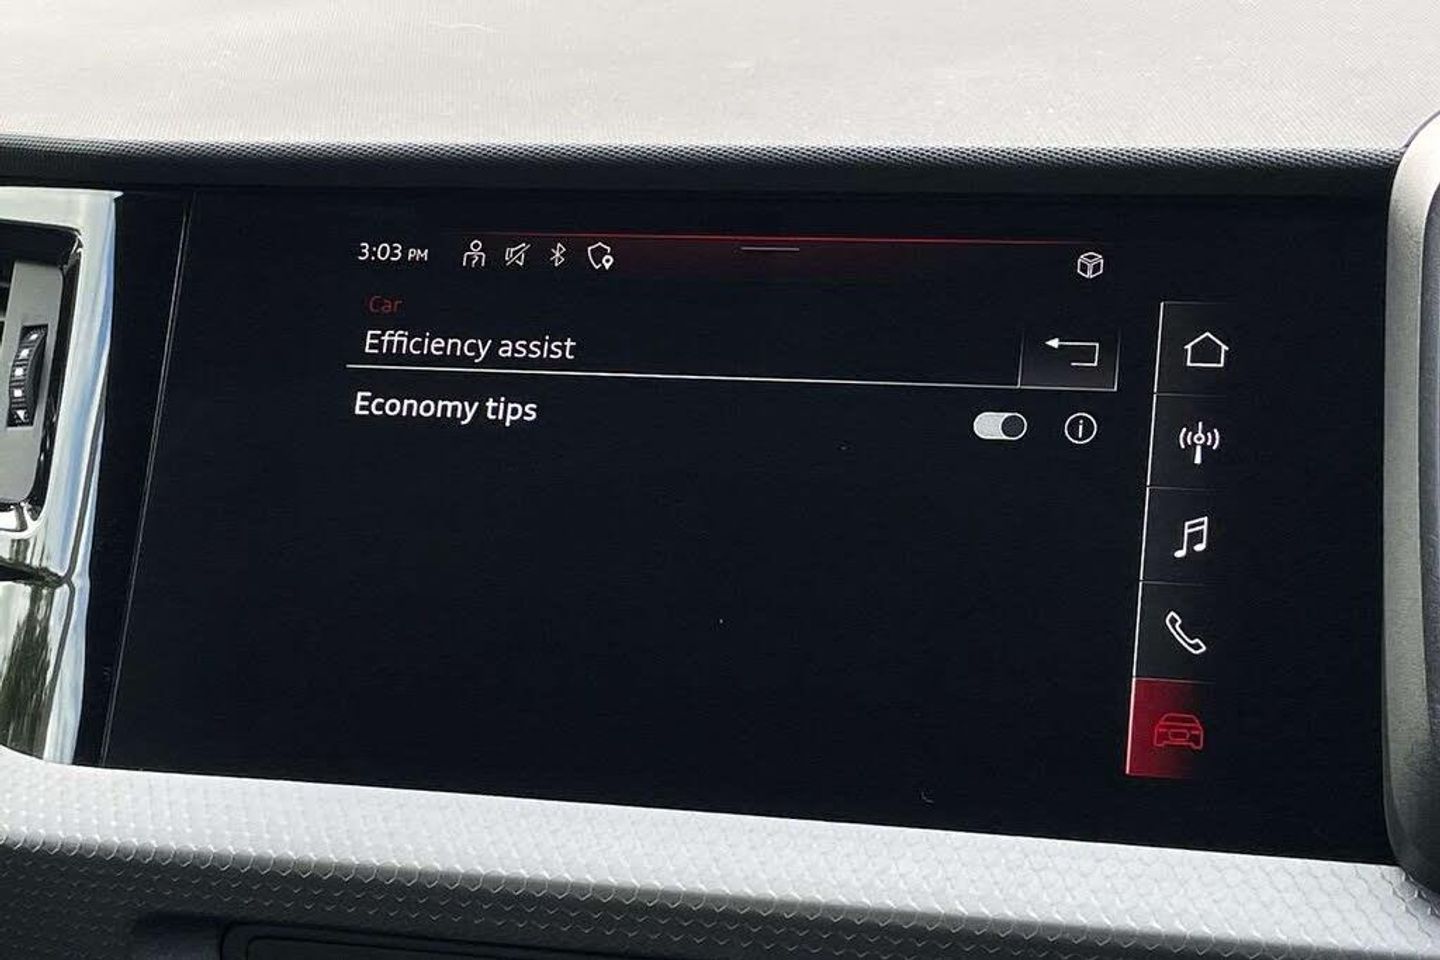 3:03 PM
Car
Efficiency assist
Economy tips